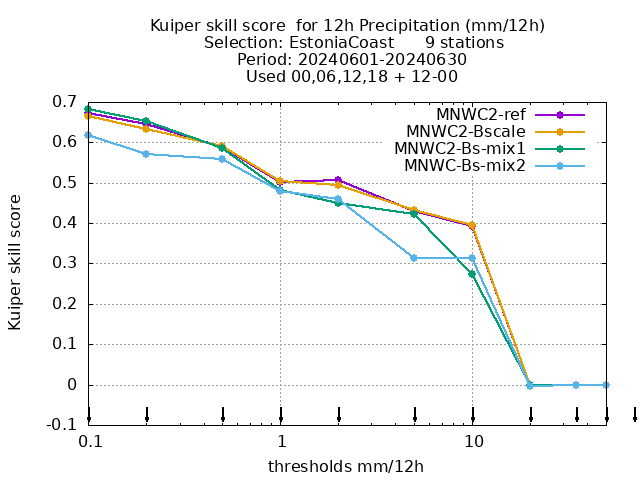 Kuiper skill score  for 12h Precipitation (mm/12h)
Selection: EstoniaCoast      9 stations
Period: 20240601-20240630
Used 00,06,12,18 + 12-00
MNWC2-ref
MNWC2-Bscale
MNWC2-Bs-mix1
MNWC-Bs-mix2
Kuiper skill score
0.7
0.6
0.5
0.4
0.3
0.2
0.1
0
-0.1
0.1 1 10
thresholds mm/12h